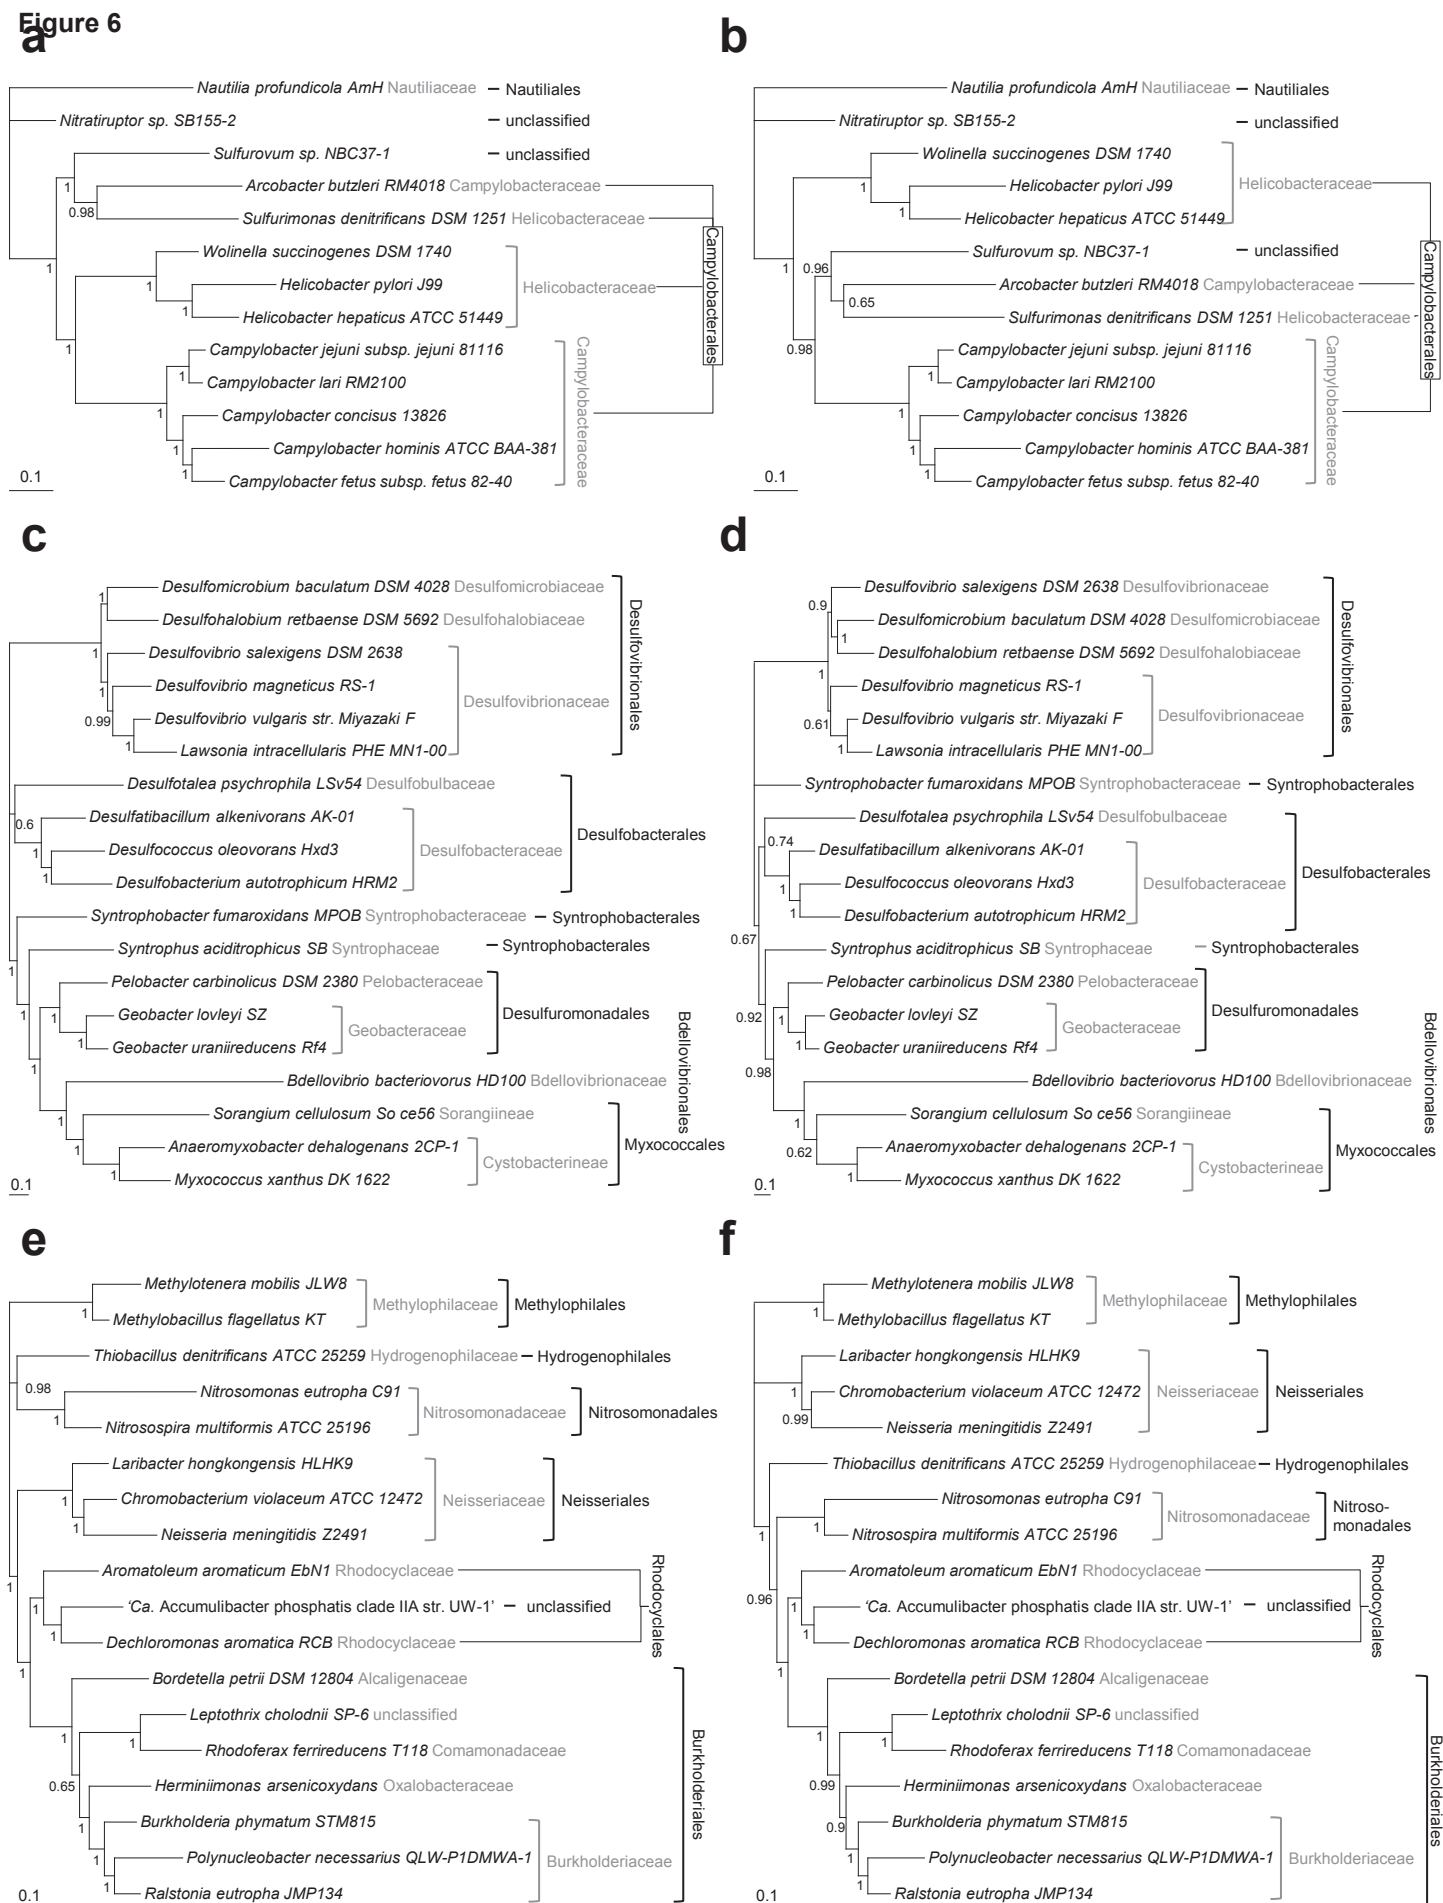 Figure 6
a
Nautilia profundicola AmH Nautiliaceae – Nautiliales
Nitratiruptor sp. SB155-2 – unclassified
Sulfurovum sp. NBC37-1 – unclassified
1
Arcobacter butzleri RM4018 Campylobacteraceae
0.98
Sulfurimonas denitrificans DSM 1251 Helicobacteraceae
Wolinella succinogenes DSM 1740
1
1
Helicobacter pylori J99
Helicobacteraceae
1
Helicobacter hepaticus ATCC 51449
1
Campylobacterales
Campylobacter jejuni subsp. jejuni 81116
1
Campylobacter lari RM2100
1
Campylobacter concisus 13826
Campylobacteraceae
1
Campylobacter hominis ATCC BAA-381
1
Campylobacter fetus subsp. fetus 82-40
0.1
b
Nautilia profundicola AmH Nautiliaceae – Nautiliales
Nitratiruptor sp. SB155-2 – unclassified
Wolinella succinogenes DSM 1740
1
Helicobacter pylori J99
Helicobacteraceae
1
Helicobacter hepaticus ATCC 51449
Sulfurovum sp. NBC37-1 – unclassified
1
0.96
Arcobacter butzleri RM4018 Campylobacteraceae
0.65
Sulfurimonas denitrificans DSM 1251 Helicobacteraceae
0.98
Campylobacterales
Campylobacter jejuni subsp. jejuni 81116
1
Campylobacter lari RM2100
1
Campylobacter concisus 13826
Campylobacteraceae
1
Campylobacter hominis ATCC BAA-381
1
Campylobacter fetus subsp. fetus 82-40
0.1
c
Desulfomicrobium baculatum DSM 4028 Desulfomicrobiaceae
1
Desulfohalobium retbaense DSM 5692 Desulfohalobiaceae
1
Desulfovibrio salexigens DSM 2638
Desulfovibrionales
1
Desulfovibrio magneticus RS-1
Desulfovibrionaceae
0.99
Desulfovibrio vulgaris str. Miyazaki F
1
Lawsonia intracellularis PHE MN1-00
Desulfotalea psychrophila LSv54 Desulfobulbaceae
0.6
Desulfatibacillum alkenivorans AK-01
Desulfobacterales
1
Desulfococcus oleovorans Hxd3
Desulfobacteraceae
1
Desulfobacterium autotrophicum HRM2
Syntrophobacter fumaroxidans MPOB Syntrophobacteraceae – Syntrophobacterales
Syntrophus aciditrophicus SB Syntrophaceae – Syntrophobacterales
1
Pelobacter carbinolicus DSM 2380 Pelobacteraceae
1
1
Geobacter lovleyi SZ
Desulfuromonadales
Geobacteraceae
1
Geobacter uraniireducens Rf4
1
Bdellovibrio bacteriovorus HD100 Bdellovibrionaceae
Bdellovibrionales
1
Sorangium cellulosum So ce56 Sorangiineae
1
Anaeromyxobacter dehalogenans 2CP-1
Myxococcales
Cystobacterineae
1
Myxococcus xanthus DK 1622
0.1
d
Desulfovibrio salexigens DSM 2638 Desulfovibrionaceae
0.9
Desulfomicrobium baculatum DSM 4028 Desulfomicrobiaceae
1
Desulfohalobium retbaense DSM 5692 Desulfohalobiaceae
Desulfovibrionales
1
Desulfovibrio magneticus RS-1
0.61
Desulfovibrio vulgaris str. Miyazaki F
Desulfovibrionaceae
1
Lawsonia intracellularis PHE MN1-00
Syntrophobacter fumaroxidans MPOB Syntrophobacteraceae – Syntrophobacterales
Desulfotalea psychrophila LSv54 Desulfobulbaceae
0.74
Desulfatibacillum alkenivorans AK-01
Desulfobacterales
1
Desulfococcus oleovorans Hxd3
Desulfobacteraceae
1
Desulfobacterium autotrophicum HRM2
0.67
Syntrophus aciditrophicus SB Syntrophaceae – Syntrophobacterales
Pelobacter carbinolicus DSM 2380 Pelobacteraceae
0.92
1
Geobacter lovleyi SZ
Desulfuromonadales
Geobacteraceae
1
Geobacter uraniireducens Rf4
0.98
Bdellovibrio bacteriovorus HD100 Bdellovibrionaceae
Bdellovibrionales
1
Sorangium cellulosum So ce56 Sorangiineae
0.62
Anaeromyxobacter dehalogenans 2CP-1
Myxococcales
Cystobacterineae
1
Myxococcus xanthus DK 1622
0.1
e
Methylotenera mobilis JLW8
1
Methylophilaceae
Methylophilales
Methylobacillus flagellatus KT
Thiobacillus denitrificans ATCC 25259 Hydrogenophilaceae – Hydrogenophilales
0.98
Nitrosomonas eutropha C91
1
Nitrosomonadaceae
Nitrosomonadales
Nitrosospira multiformis ATCC 25196
Laribacter hongkongensis HLHK9
1
Chromobacterium violaceum ATCC 12472
Neisseriaceae
Neisseriales
1
Neisseria meningitidis Z2491
Aromatoleum aromaticum EbN1 Rhodocyclaceae
1
1
‘Ca. Accumulibacter phosphatis clade IIA str. UW-1’ – unclassified
Rhodocyclales
1
Dechloromonas aromatica RCB Rhodocyclaceae
1
Bordetella petrii DSM 12804 Alcaligenaceae
1
Leptothrix cholodnii SP-6 unclassified
1
Rhodoferax ferrireducens T118 Comamonadaceae
0.65
Herminiimonas arsenicoxydans Oxalobacteraceae
Burkholderiales
1
Burkholderia phymatum STM815
1
Polynucleobacter necessarius QLW-P1DMWA-1
Burkholderiaceae
1
Ralstonia eutropha JMP134
0.1
f
Methylotenera mobilis JLW8
1
Methylophilaceae
Methylophilales
Methylobacillus flagellatus KT
Laribacter hongkongensis HLHK9
1
Chromobacterium violaceum ATCC 12472
Neisseriaceae
Neisseriales
0.99
Neisseria meningitidis Z2491
Thiobacillus denitrificans ATCC 25259 Hydrogenophilaceae – Hydrogenophilales
Nitrosomonas eutropha C91
1
1
Nitrosomonadaceae
Nitroso-
monadales
Nitrosospira multiformis ATCC 25196
Aromatoleum aromaticum EbN1 Rhodocyclaceae
0.96
1
‘Ca. Accumulibacter phosphatis clade IIA str. UW-1’ – unclassified
Rhodocyclales
1
Dechloromonas aromatica RCB Rhodocyclaceae
1
Bordetella petrii DSM 12804 Alcaligenaceae
1
Leptothrix cholodnii SP-6 unclassified
1
Rhodoferax ferrireducens T118 Comamonadaceae
0.99
Herminiimonas arsenicoxydans Oxalobacteraceae
Burkholderiales
0.9
Burkholderia phymatum STM815
1
Polynucleobacter necessarius QLW-P1DMWA-1
Burkholderiaceae
1
Ralstonia eutropha JMP134
0.1